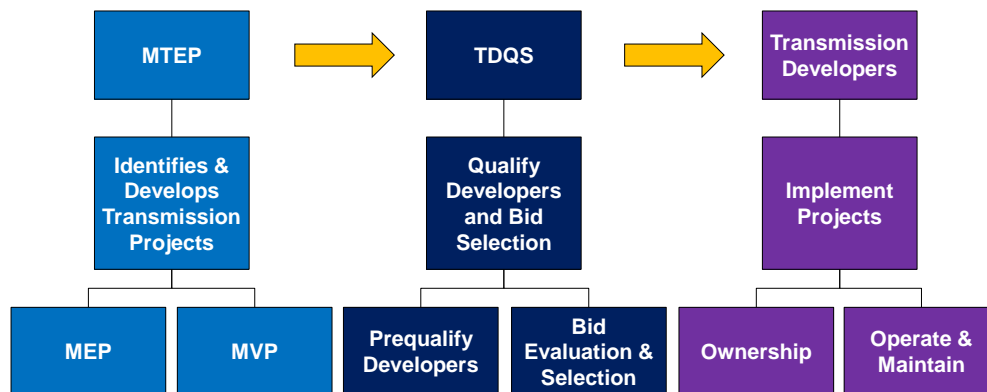 MTEP
TDQS
Transmission
Developers
Identifies &
Develops
Transmission
Projects
Qualify
Developers
and Bid
Selection
Implement
Projects
MEP
MVP
Prequalify
Developers
Bid
Evaluation &
Selection
Ownership
Operate &
Maintain